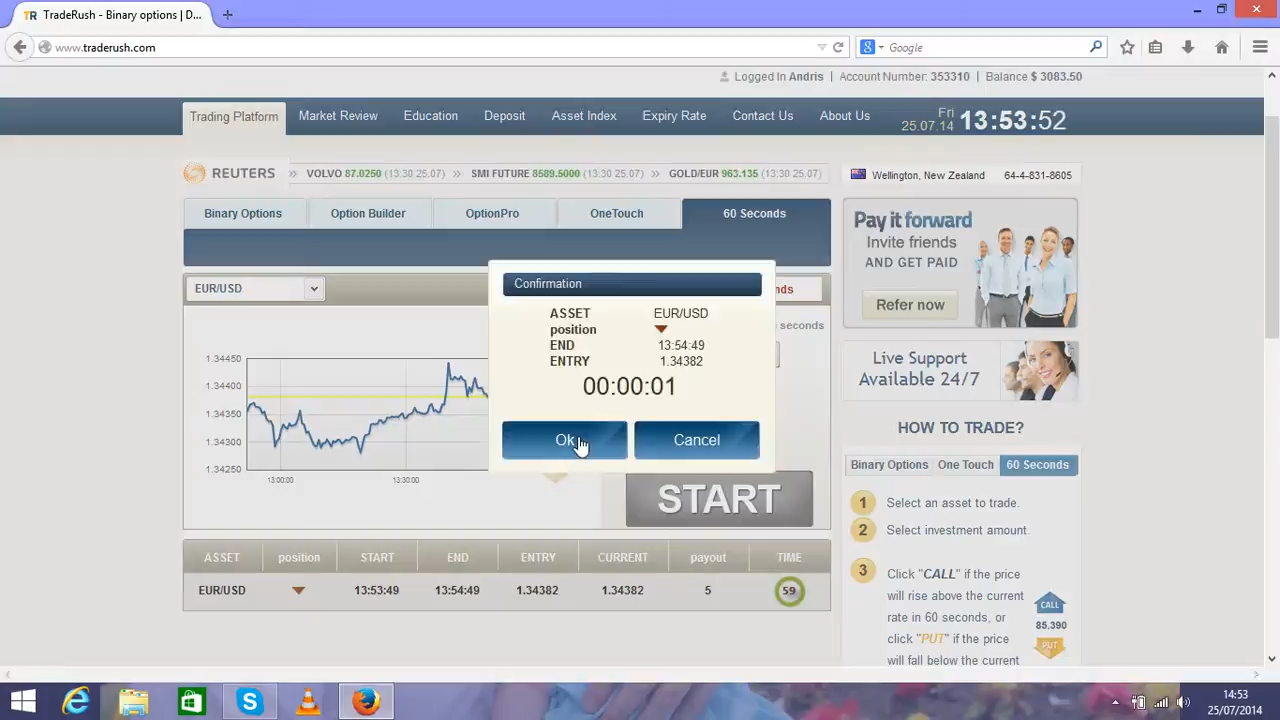 TradeRush - Binary options | D...
www.traderush.com
Google
Logged In Andris | Account Number: 353310 | Balance $ 3083.50
Trading Platform
Market Review
Education
Deposit
Asset Index
Expiry Rate
Contact Us
About Us
Fri
25.07.14
13:53:52
REUTERS
VOLVO 87.0250 (13:30 25.07)
SMI FUTURE 8589.5000 (13:30 25.07)
GOLD/EUR 963.135 (13:30 25.07)
Wellington, New Zealand 64-4-831-8605
Binary Options
Option Builder
OptionPro
OneTouch
60 Seconds
Pay it forward
Invite friends
AND GET PAID
Refer now
EUR/USD
nds
seconds
Confirmation
ASSET EUR/USD
position
END 13:54:49
ENTRY 1.34382
00:00:01
Ok
Cancel
1.34450
1.34400
1.34350
1.34300
1.34250
13:00:00
13:30:00
START
Live Support
Available 24/7
HOW TO TRADE?
Binary Options
One Touch
60 Seconds
1 Select an asset to trade.
2 Select investment amount.
3 Click "CALL" if the price
will rise above the current
rate in 60 seconds, or
click "PUT" if the price
will fall below the current
CALL
85.390
PUT
ASSET position START END ENTRY CURRENT payout TIME
EUR/USD 13:53:49 13:54:49 1.34382 1.34382 5 59
14:53
25/07/2014